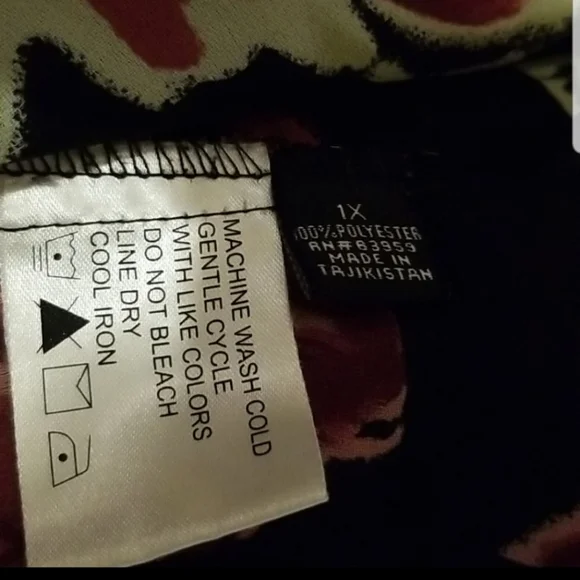 1X
100% POLYESTER
RN# 83959
MADE IN
TAJIKISTAN
MACHINE WASH COLD
GENTLE CYCLE
WITH LIKE COLORS
DO NOT BLEACH
LINE DRY
COOL IRON